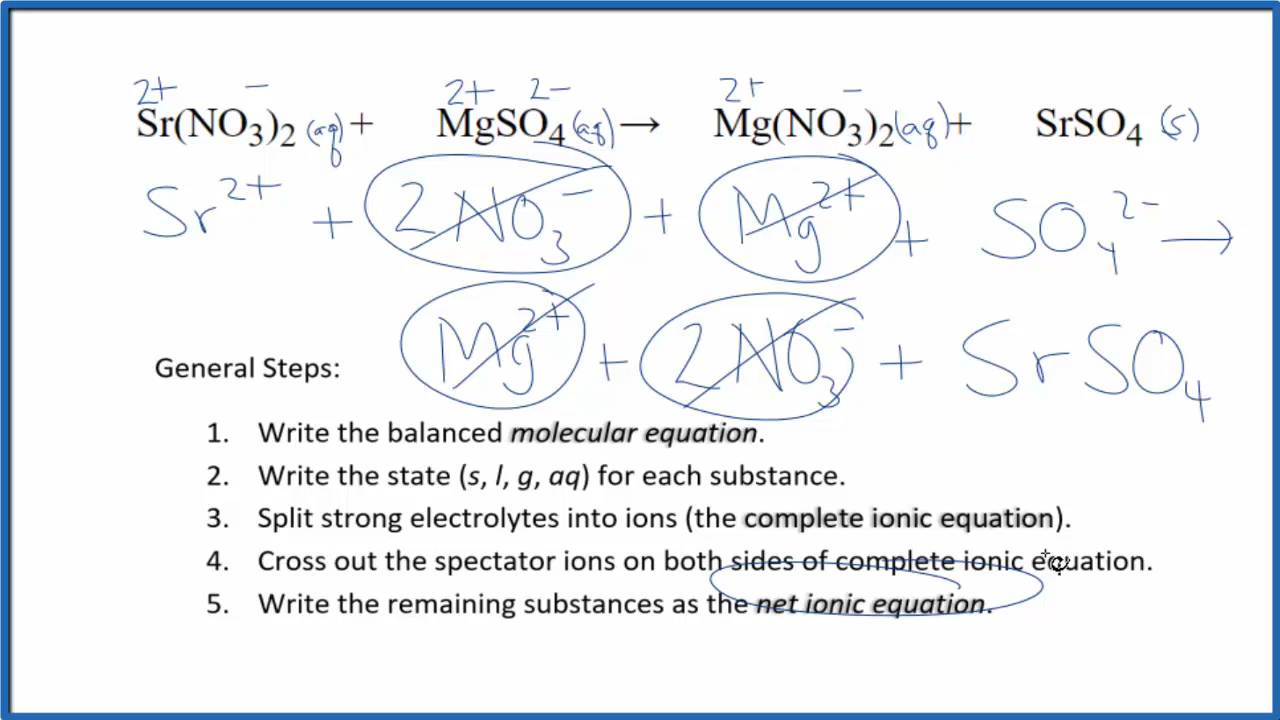 2+ − 2+ 2− 2+ −
Sr(NO₃)₂ (aq) + MgSO₄ (aq) → Mg(NO₃)₂ (aq) + SrSO₄ (s)
Sr²⁺ + 2NO₃⁻ + Mg²⁺ + SO₄²⁻ →
Mg²⁺ + 2NO₃⁻ + SrSO₄
General Steps:
1. Write the balanced molecular equation.
2. Write the state (s, l, g, aq) for each substance.
3. Split strong electrolytes into ions (the complete ionic equation).
4. Cross out the spectator ions on both sides of complete ionic equation.
5. Write the remaining substances as the net ionic equation.